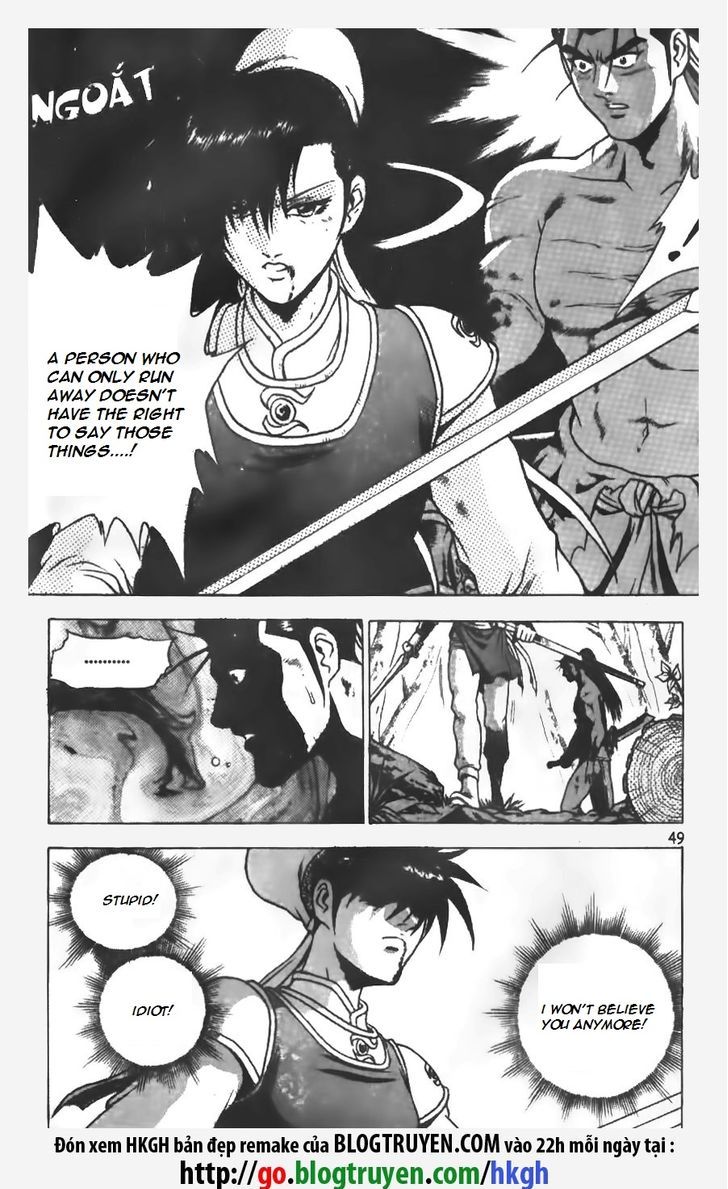 NGOẮT
A PERSON WHO
CAN ONLY RUN
AWAY DOESN'T
HAVE THE RIGHT
TO SAY THOSE
THINGS....!
!
..........
49
STUPID!
IDIOT!
I WON'T BELIEVE
YOU ANYMORE!
Đón xem HKGH bản đẹp remake của BLOGTRUYEN.COM vào 22h mỗi ngày tại :
http://go.blogtruyen.com/hkgh